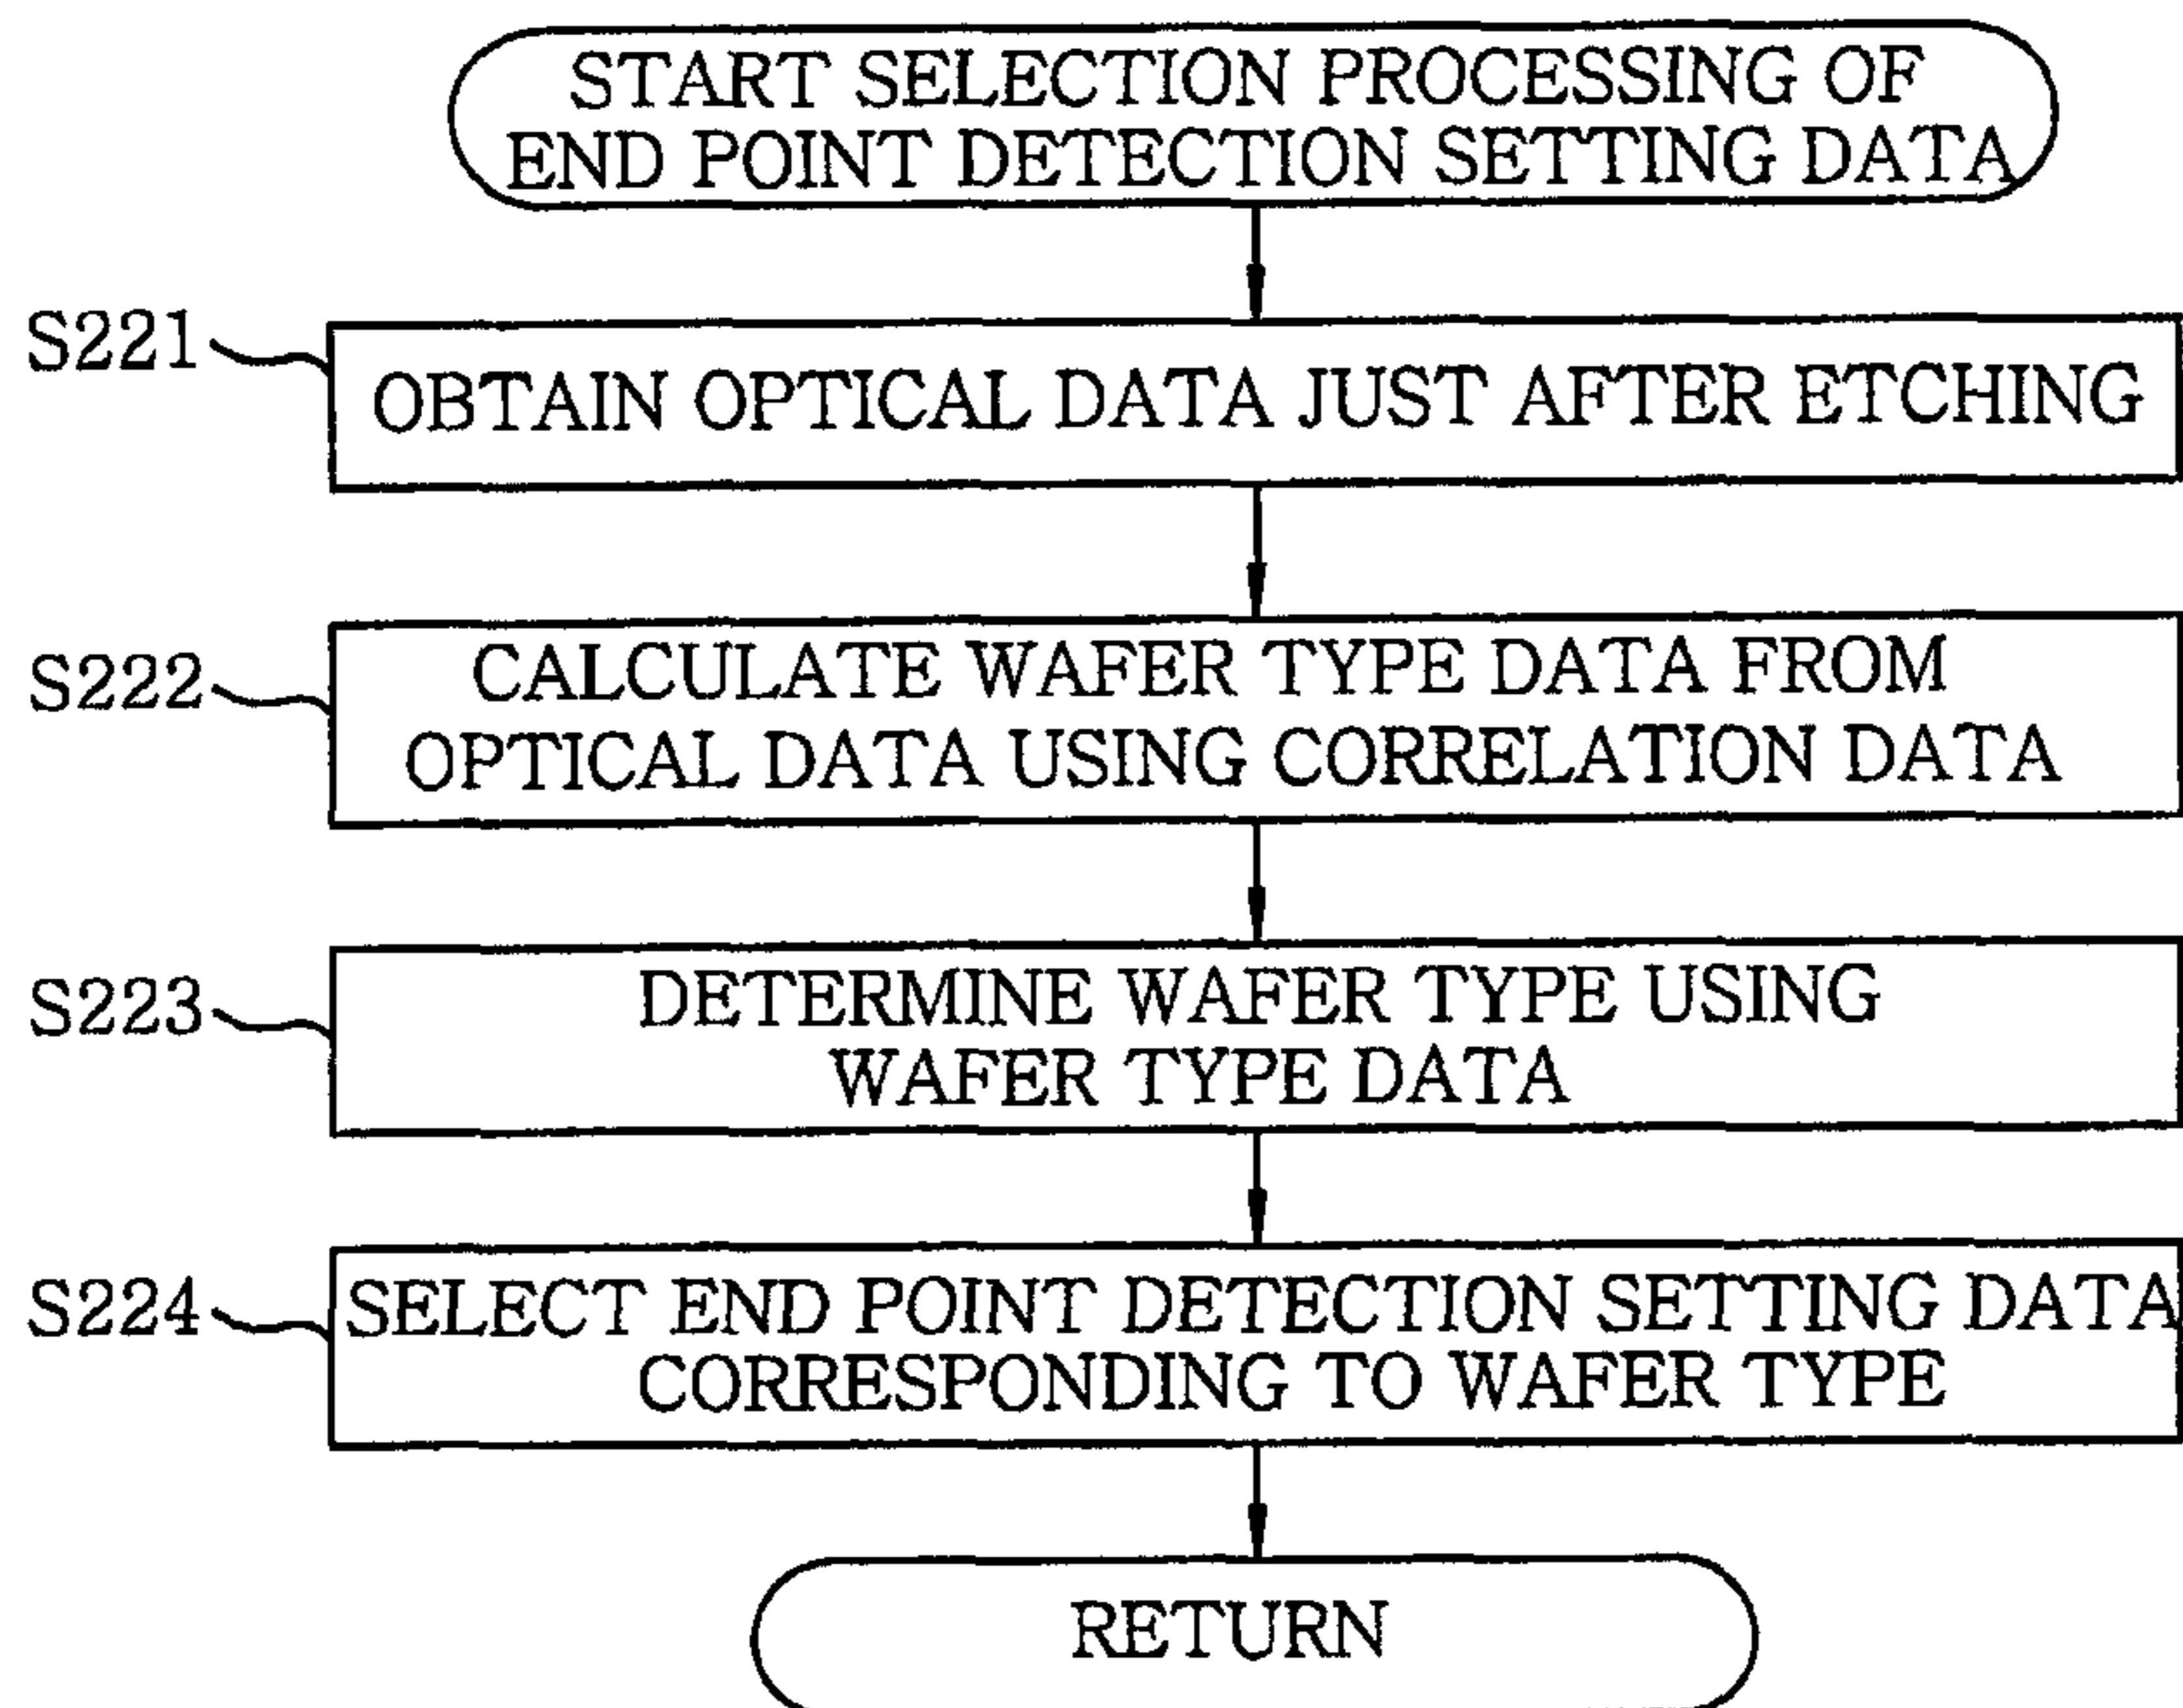 START SELECTION PROCESSING OF
END POINT DETECTION SETTING DATA
S221
OBTAIN OPTICAL DATA JUST AFTER ETCHING
S222
CALCULATE WAFER TYPE DATA FROM
OPTICAL DATA USING CORRELATION DATA
S223
DETERMINE WAFER TYPE USING
WAFER TYPE DATA
S224
SELECT END POINT DETECTION SETTING DATA
CORRESPONDING TO WAFER TYPE
RETURN